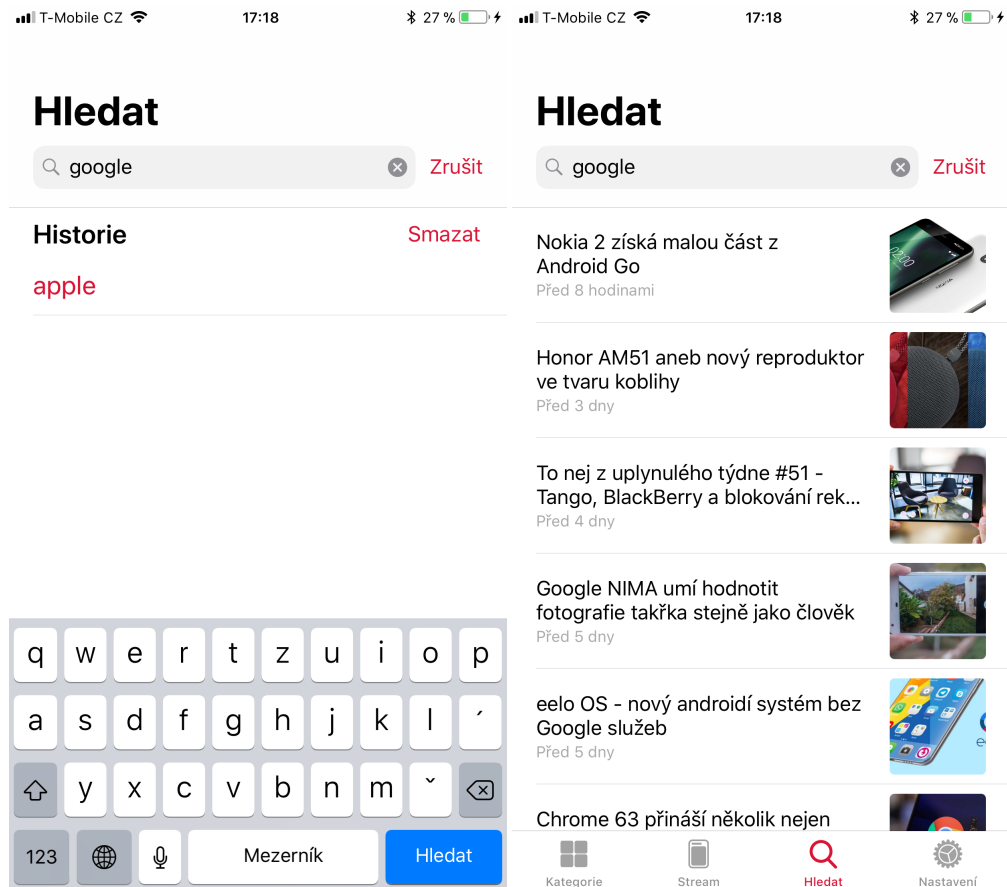 T-Mobile CZ 17:18 27 %
Hledat
google Zrušit
Historie Smazat
apple
q w e r t z u i o p
a s d f g h j k l ´
y x c v b n m ˇ
123 Mezerník Hledat
T-Mobile CZ 17:18 27 %
Hledat
google Zrušit
Nokia 2 získá malou část z
Android Go
Před 8 hodinami
Honor AM51 aneb nový reproduktor
ve tvaru koblihy
Před 3 dny
To nej z uplynulého týdne #51 -
Tango, BlackBerry a blokování rek...
Před 4 dny
Google NIMA umí hodnotit
fotografie takřka stejně jako člověk
Před 5 dny
eelo OS - nový androidí systém bez
Google služeb
Před 5 dny
Chrome 63 přináší několik nejen
Kategorie Stream Hledat Nastavení